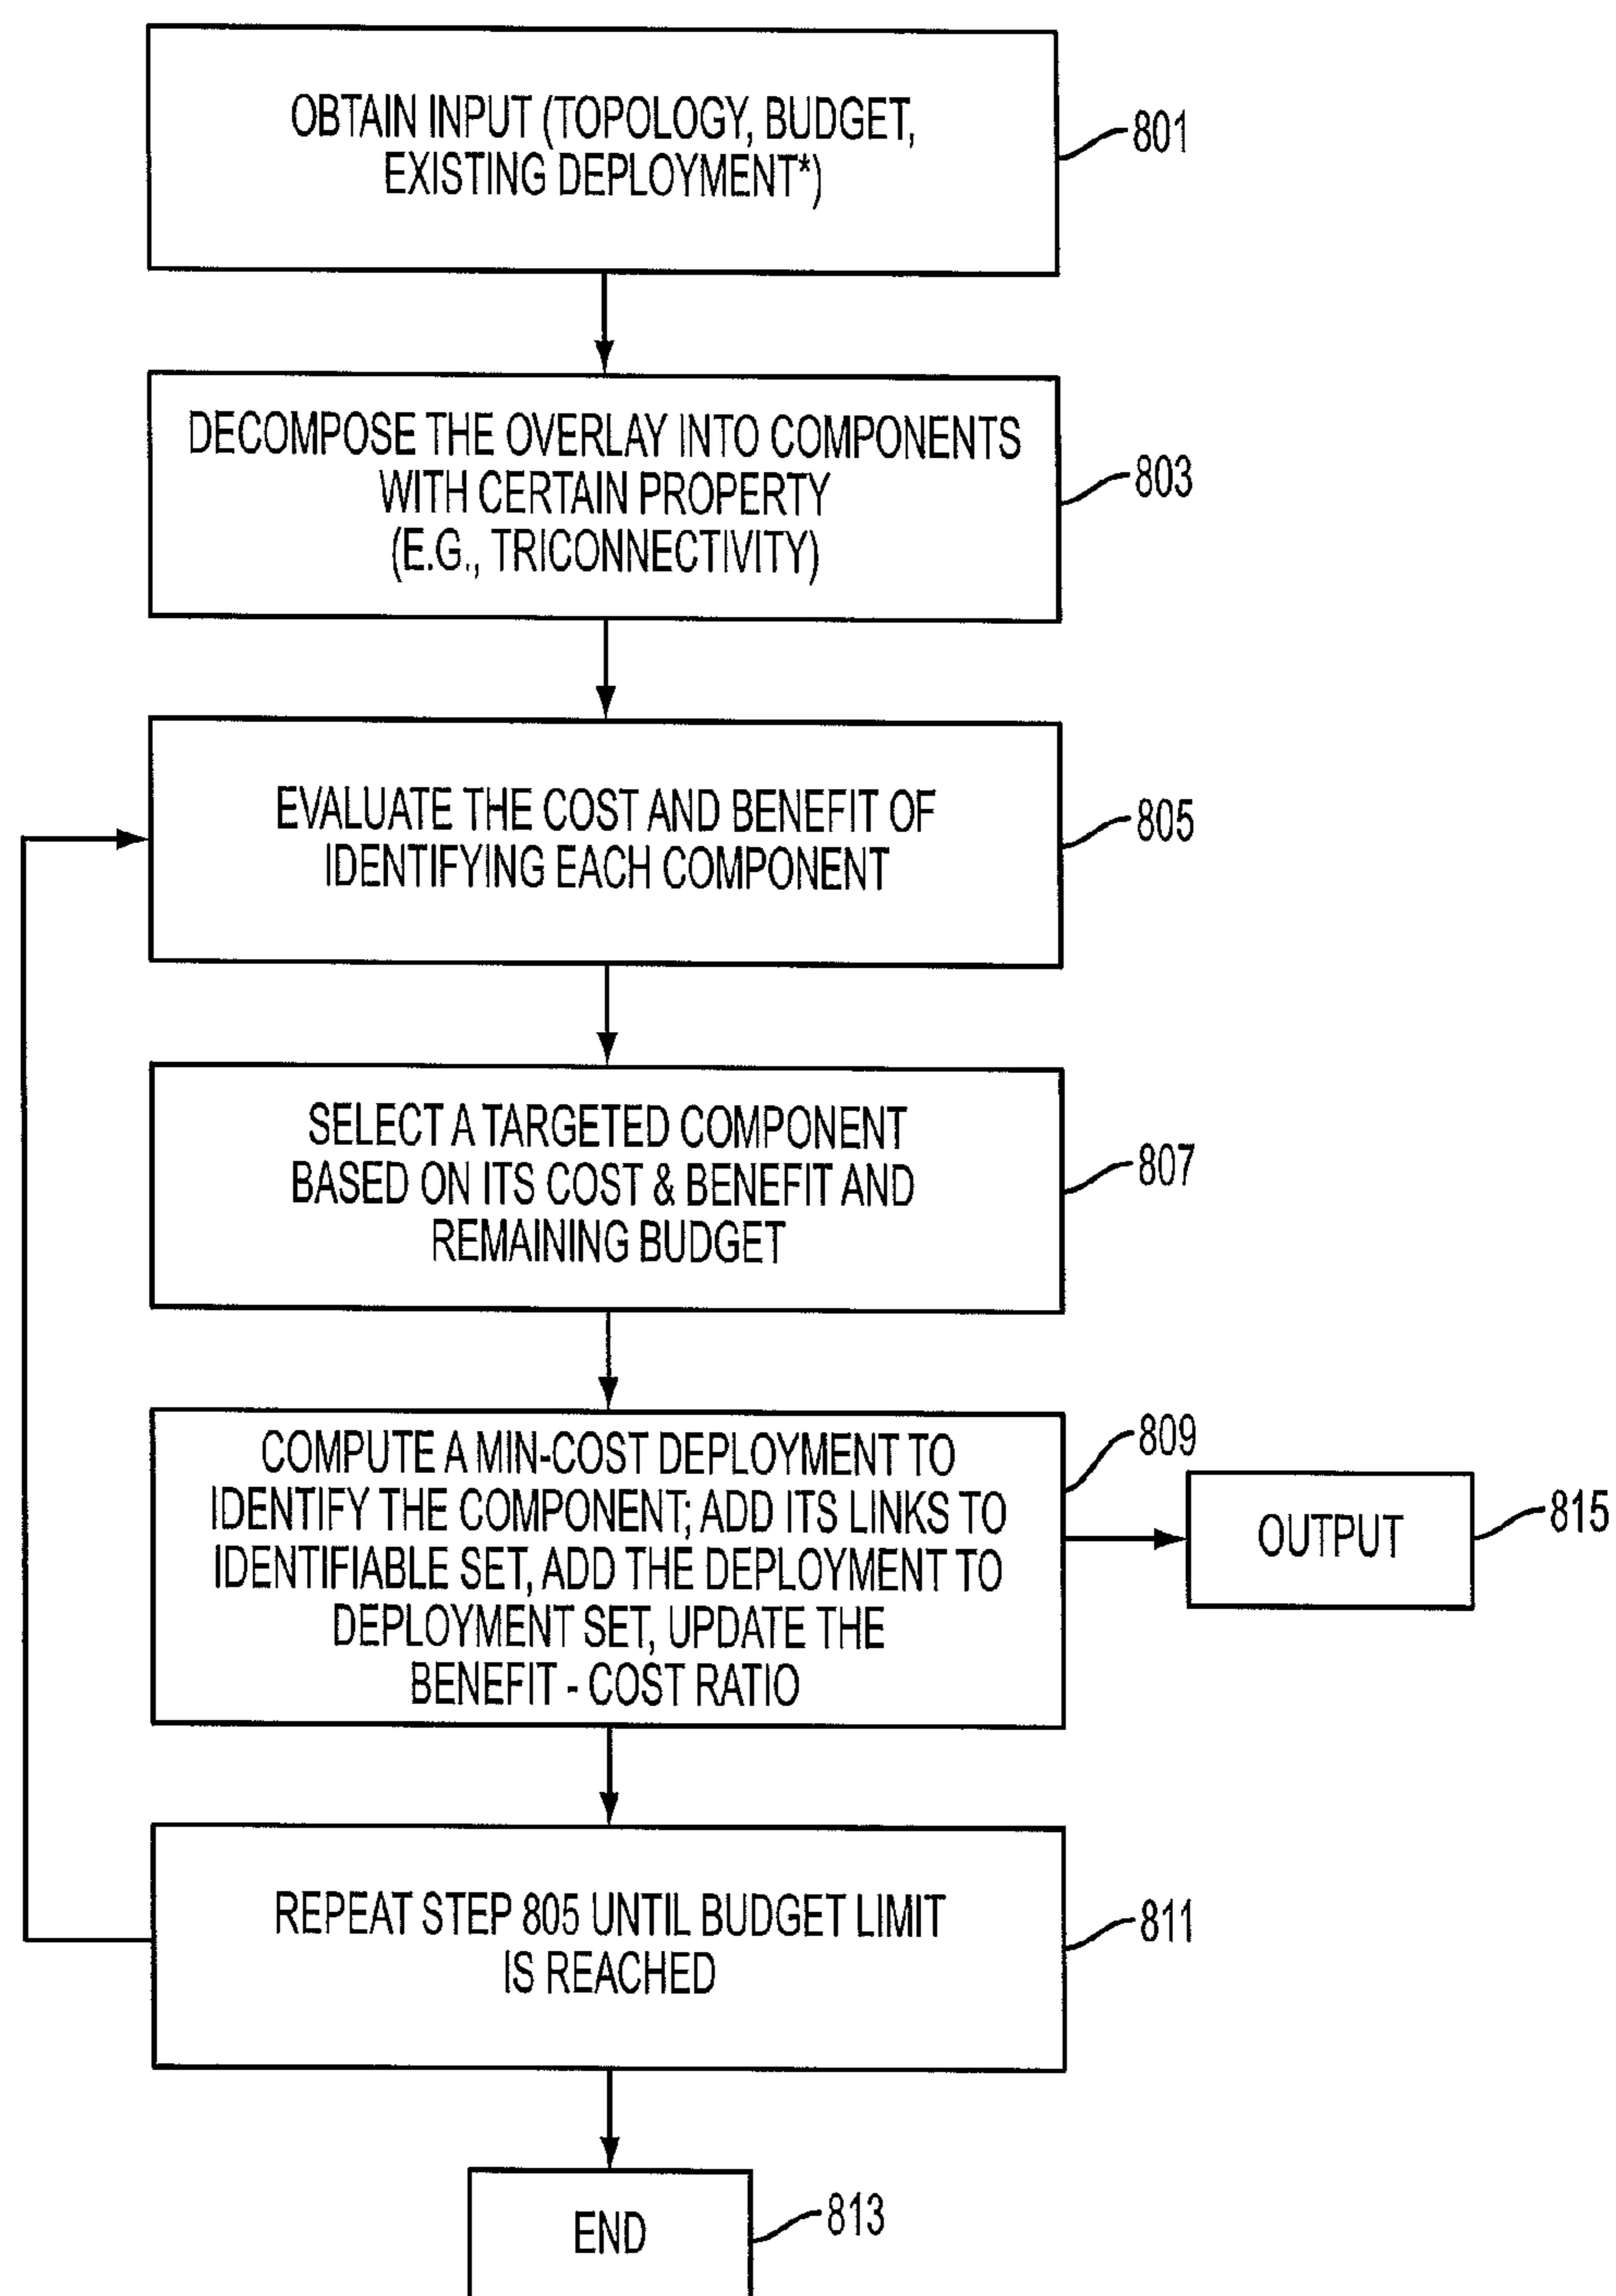 OBTAIN INPUT (TOPOLOGY, BUDGET,
EXISTING DEPLOYMENT*)
801
DECOMPOSE THE OVERLAY INTO COMPONENTS
WITH CERTAIN PROPERTY
(E.G., TRICONNECTIVITY)
803
EVALUATE THE COST AND BENEFIT OF
IDENTIFYING EACH COMPONENT
805
SELECT A TARGETED COMPONENT
BASED ON ITS COST & BENEFIT AND
REMAINING BUDGET
807
COMPUTE A MIN-COST DEPLOYMENT TO
IDENTIFY THE COMPONENT; ADD ITS LINKS TO
IDENTIFIABLE SET, ADD THE DEPLOYMENT TO
DEPLOYMENT SET, UPDATE THE
BENEFIT - COST RATIO
809
OUTPUT
815
REPEAT STEP 805 UNTIL BUDGET LIMIT
IS REACHED
811
END
813